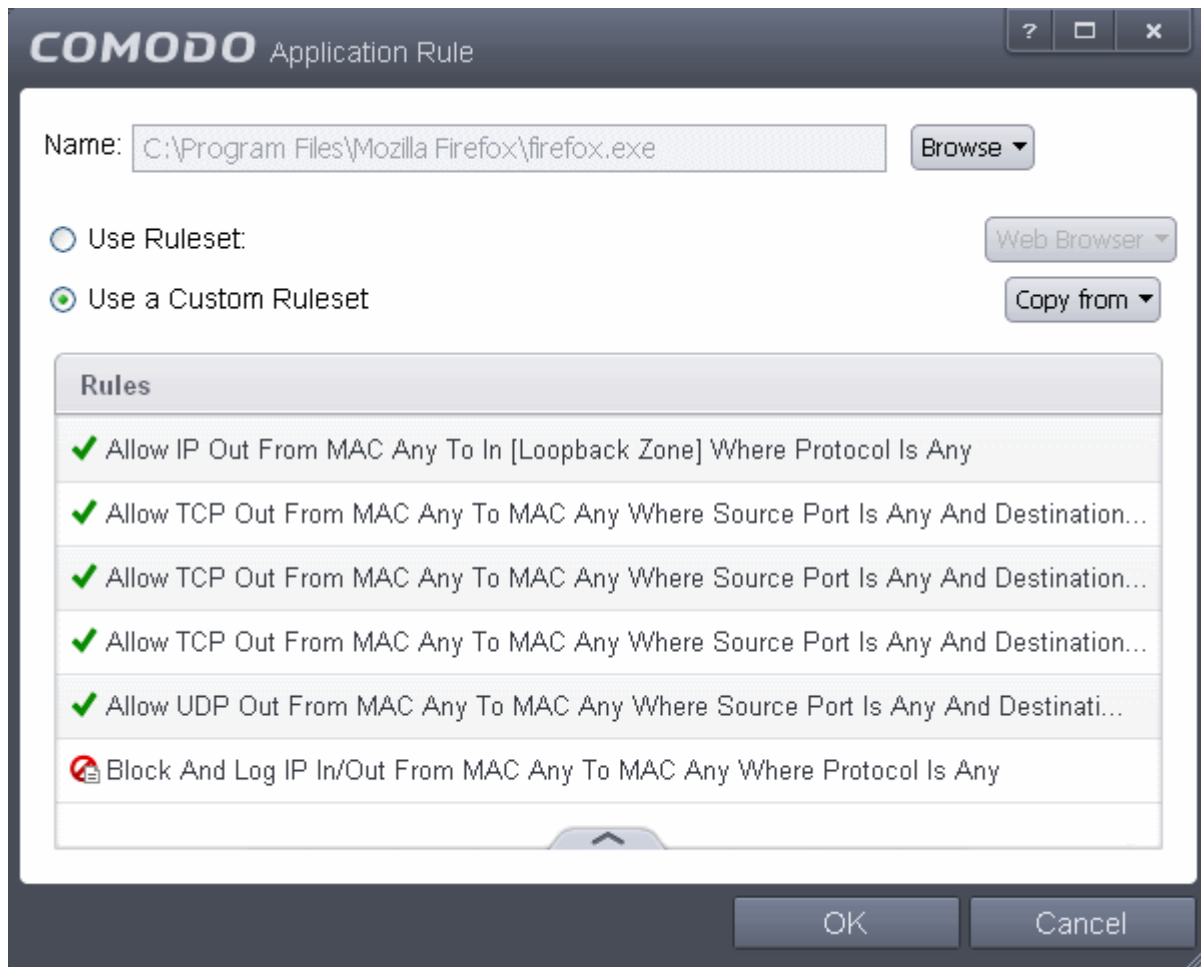 COMODO Application Rule
Name: C:\Program Files\Mozilla Firefox\firefox.exe Browse
Use Ruleset: Web Browser
Use a Custom Ruleset Copy from
Rules
Allow IP Out From MAC Any To In [Loopback Zone] Where Protocol Is Any
Allow TCP Out From MAC Any To MAC Any Where Source Port Is Any And Destination...
Allow TCP Out From MAC Any To MAC Any Where Source Port Is Any And Destination...
Allow TCP Out From MAC Any To MAC Any Where Source Port Is Any And Destination...
Allow UDP Out From MAC Any To MAC Any Where Source Port Is Any And Destinati...
Block And Log IP In/Out From MAC Any To MAC Any Where Protocol Is Any
OK Cancel